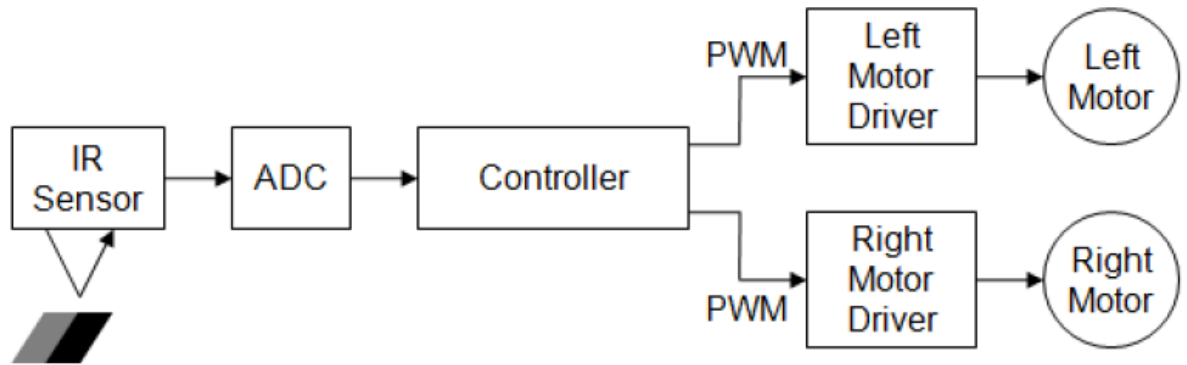 IR
Sensor
ADC
Controller
PWM
Left
Motor
Driver
Left
Motor
PWM
Right
Motor
Driver
Right
Motor